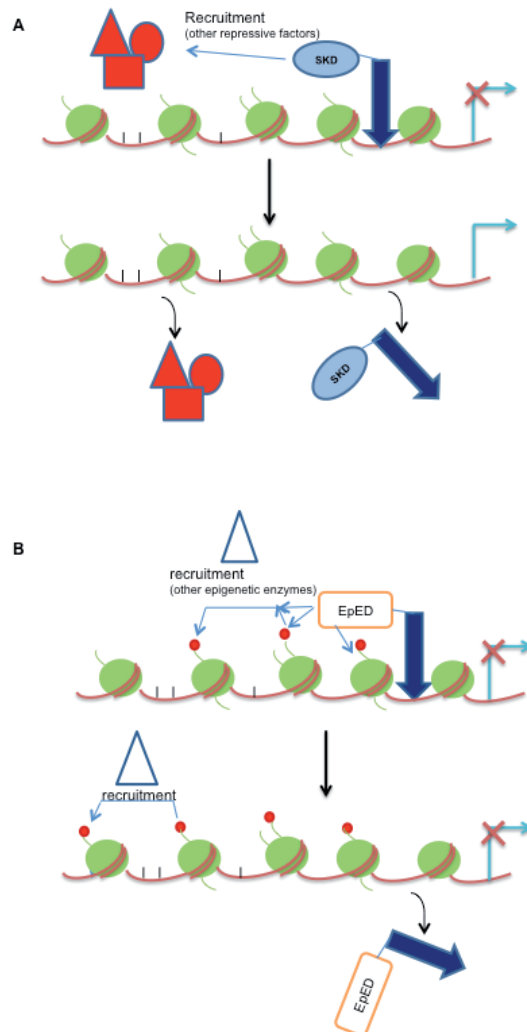 A
Recruitment
(other repressive factors)
SKD
SKD
B
recruitment
(other epigenetic enzymes)
EpED
recruitment
EpED